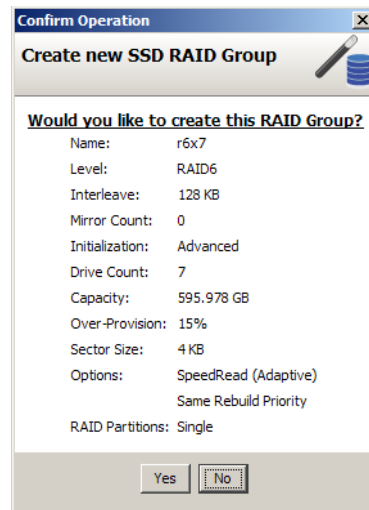 Confirm Operation
Create new SSD RAID Group
Would you like to create this RAID Group?
Name: r6x7
Level: RAID6
Interleave: 128 KB
Mirror Count: 0
Initialization: Advanced
Drive Count: 7
Capacity: 595.978 GB
Over-Provision: 15%
Sector Size: 4 KB
Options: SpeedRead (Adaptive)
Same Rebuild Priority
RAID Partitions: Single
Yes No